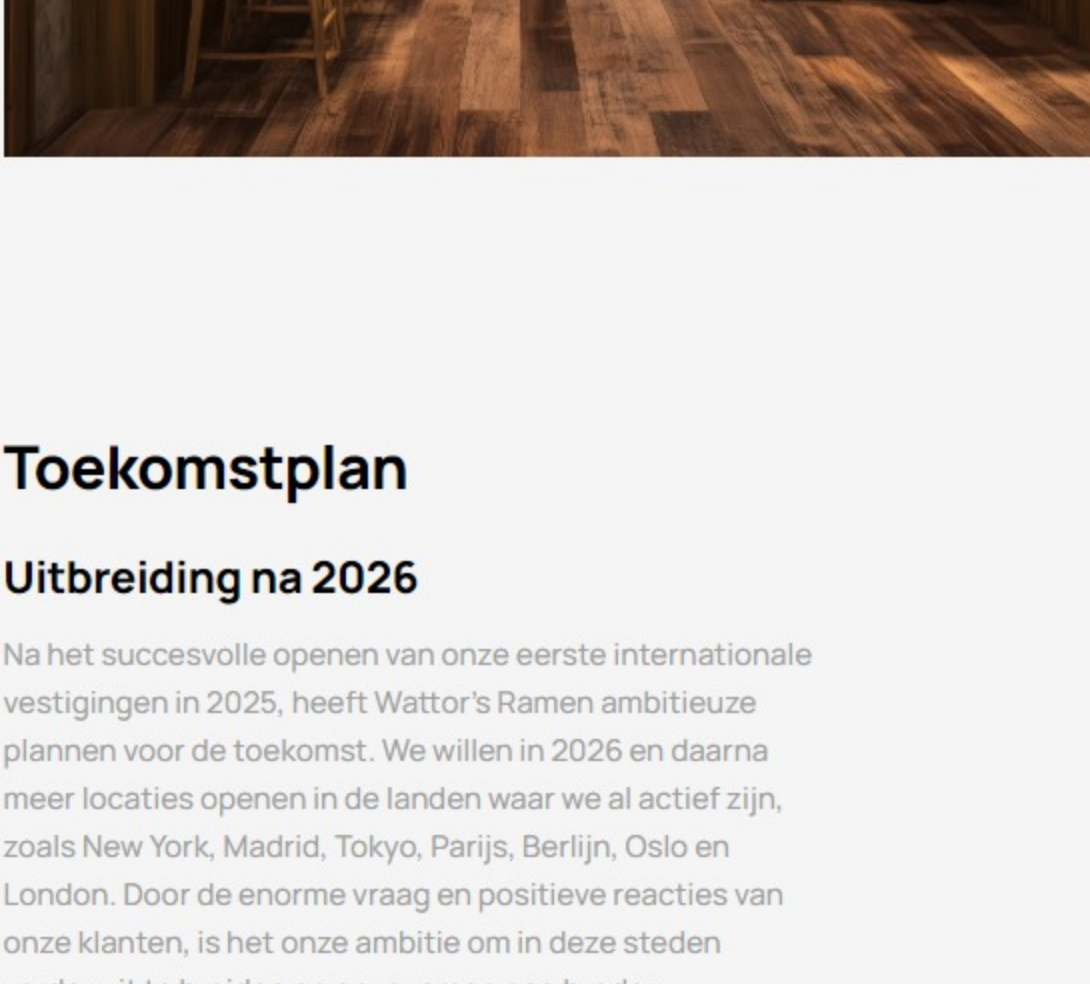 Toekomstplan
Uitbreiding na 2026
Na het succesvolle openen van onze eerste internationale
vestigingen in 2025, heeft Wattor's Ramen ambitieuze
plannen voor de toekomst. We willen in 2026 en daarna
meer locaties openen in de landen waar we al actief zijn,
zoals New York, Madrid, Tokyo, Parijs, Berlijn, Oslo en
London. Door de enorme vraag en positieve reacties van
onze klanten, is het onze ambitie om in deze steden